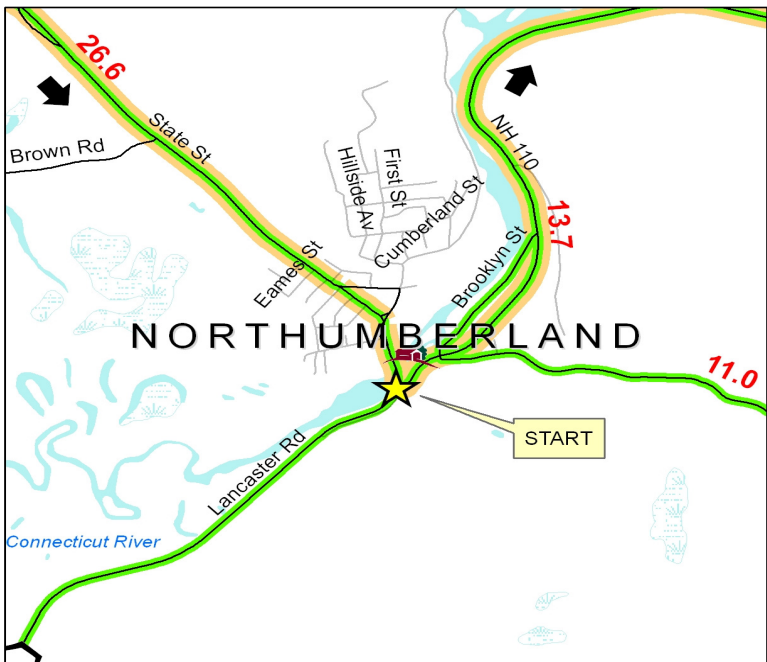 26.6
State St
Brown Rd
Hillside Av
First St
Cumberland St
NH 110
13.7
Eames St
Brooklyn St
NORTHUMBERLAND
11.0
START
Lancaster Rd
Connecticut River